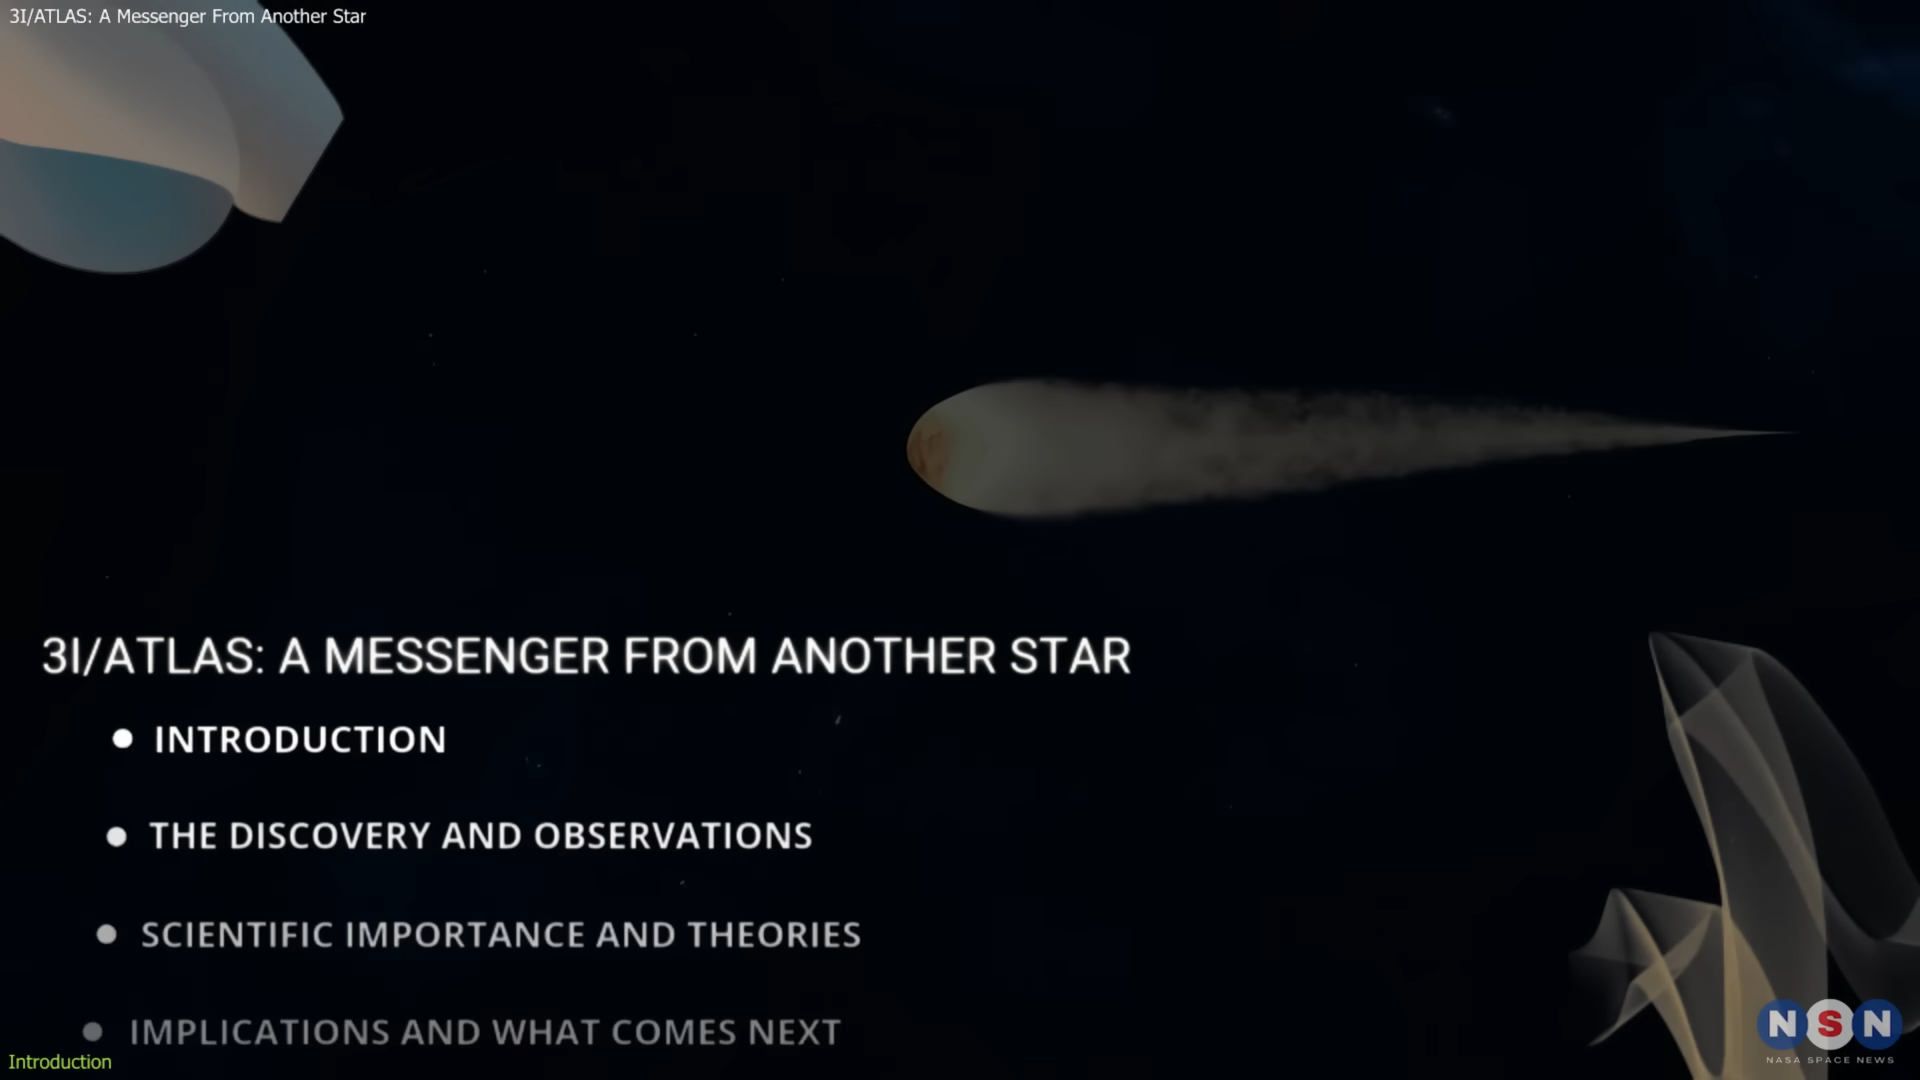 3I/ATLAS: A Messenger From Another Star
3I/ATLAS: A MESSENGER FROM ANOTHER STAR
● INTRODUCTION
● THE DISCOVERY AND OBSERVATIONS
● SCIENTIFIC IMPORTANCE AND THEORIES
● IMPLICATIONS AND WHAT COMES NEXT
Introduction
NSN
NASA SPACE NEWS